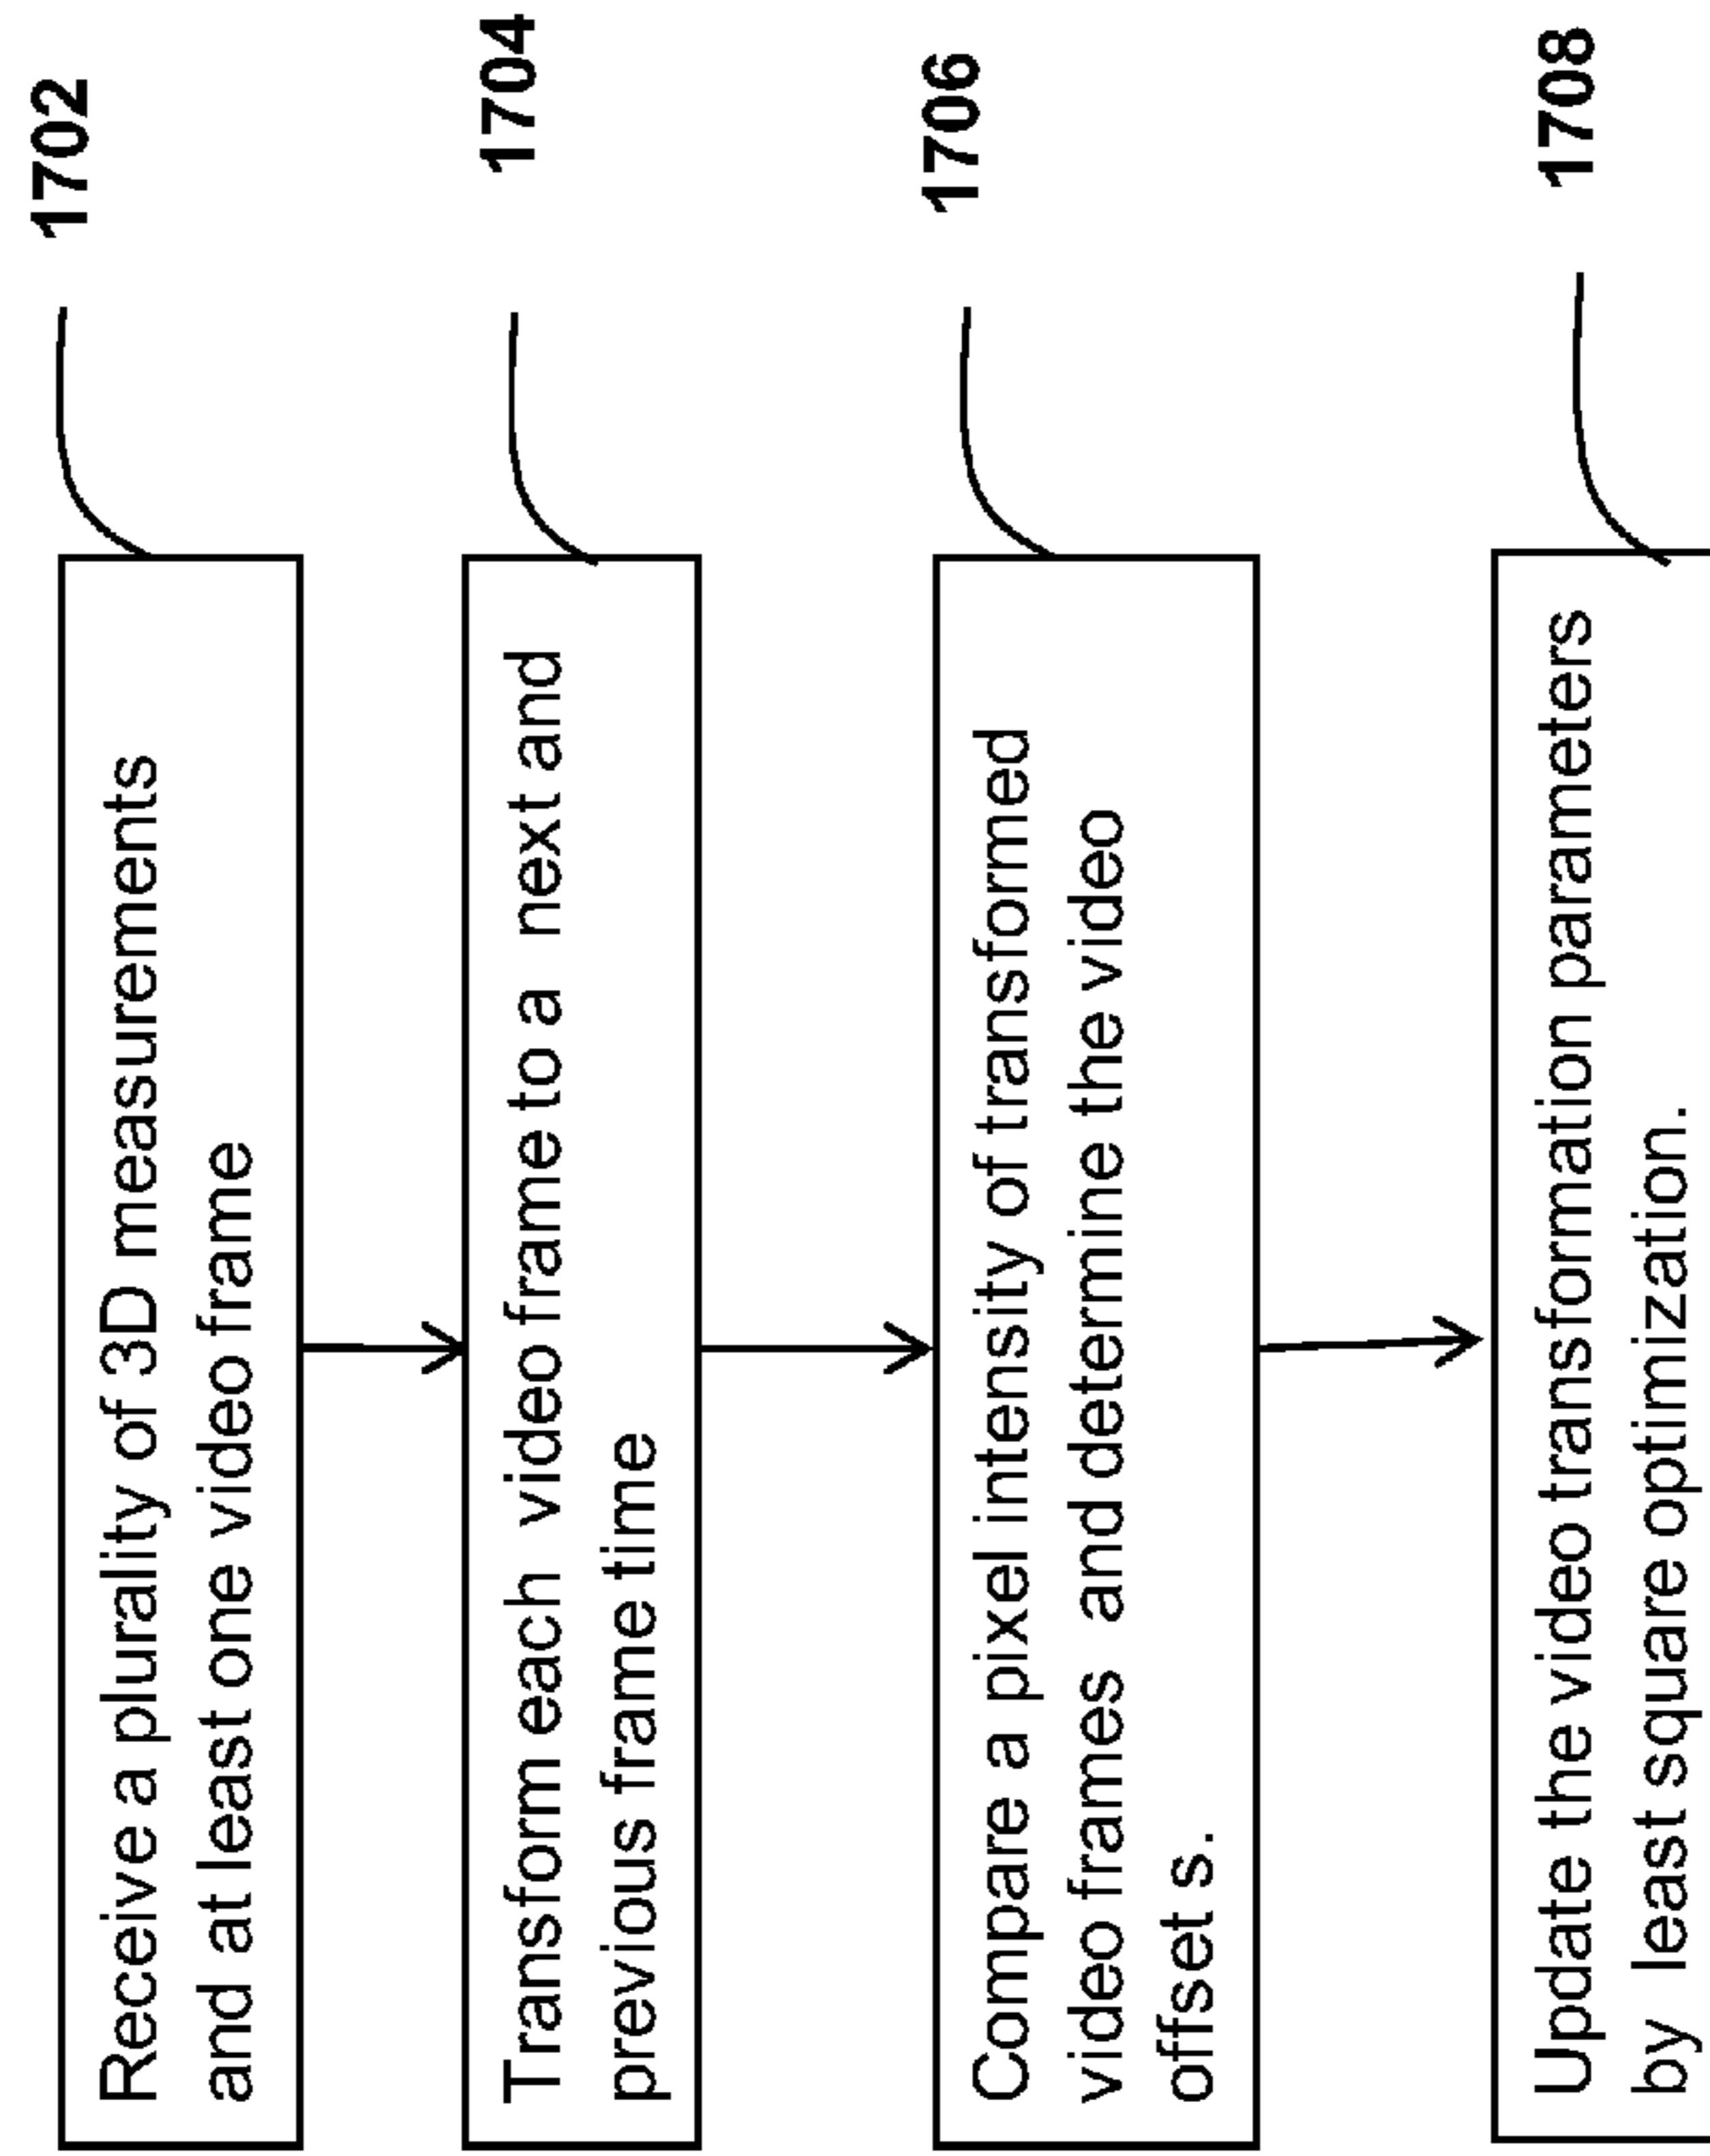 Receive a plurality of 3D measurements
and at least one video frame
1702
Transform each video frame to a next and
previous frame time
1704
Compare a pixel intensity of transformed
video frames and determine the video
offset s.
1706
Update the video transformation parameters
by least square optimization.
1708